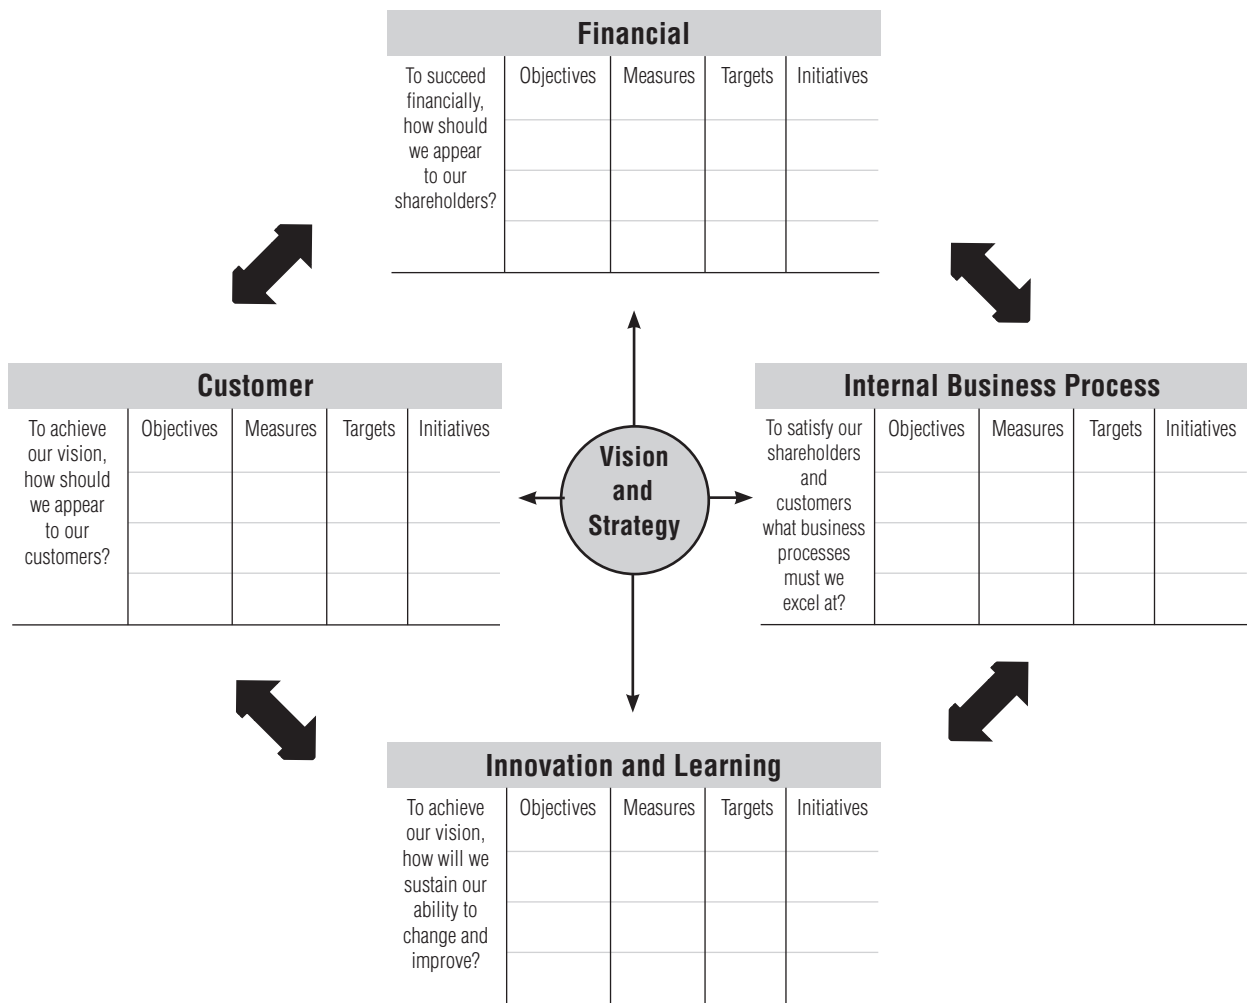 Financial
To succeed
financially,
how should
we appear
to our
shareholders?
Objectives
Measures
Targets
Initiatives
Customer
To achieve
our vision,
how should
we appear
to our
customers?
Objectives
Measures
Targets
Initiatives
Vision
and
Strategy
Internal Business Process
To satisfy our
shareholders
and
customers
what business
processes
must we
excel at?
Objectives
Measures
Targets
Initiatives
Innovation and Learning
To achieve
our vision,
how will we
sustain our
ability to
change and
improve?
Objectives
Measures
Targets
Initiatives